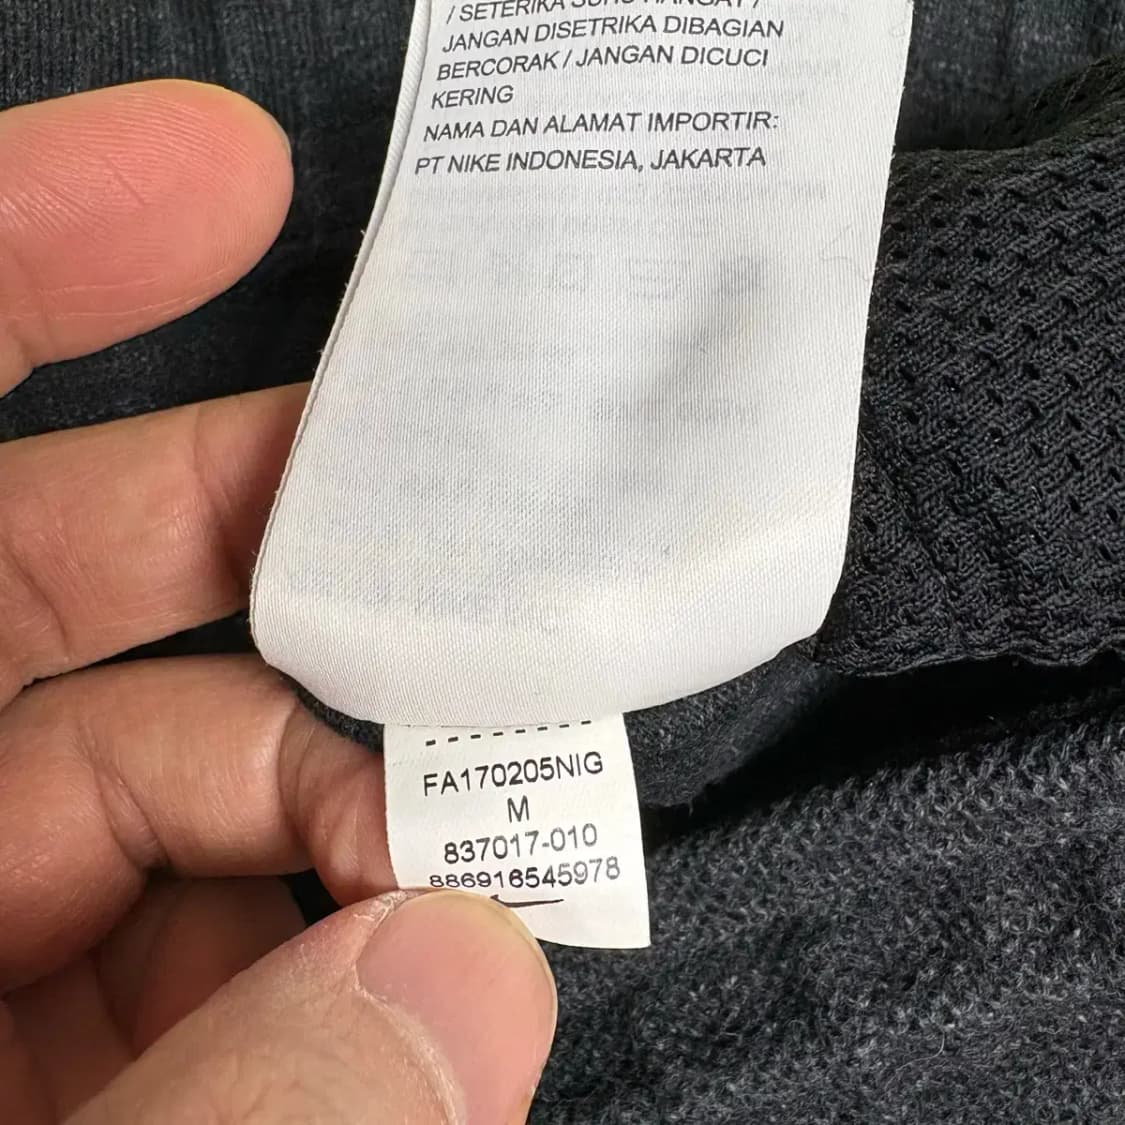 / SETERIKA SUHU HANGAT /
JANGAN DISETRIKA DIBAGIAN
BERCORAK / JANGAN DICUCI
KERING
NAMA DAN ALAMAT IMPORTIR:
PT NIKE INDONESIA, JAKARTA
FA170205NIG
M
837017-010
886916545978